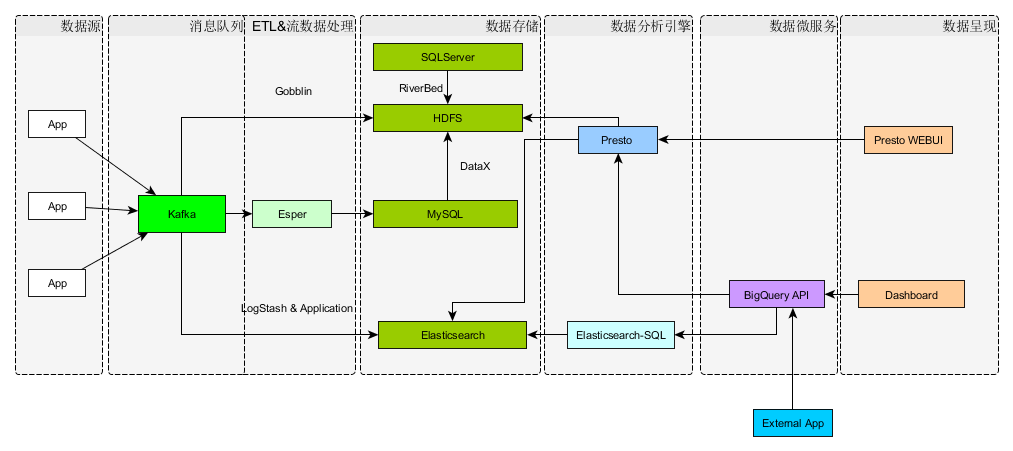 数据源
消息队列
ETL&流数据处理
数据存储
数据分析引擎
数据微服务
数据呈现
SQLServer
RiverBed
Gobblin
HDFS
App
Presto
Presto WEBUI
DataX
App
Kafka
Esper
MySQL
App
BigQuery API
Dashboard
LogStash & Application
Elasticsearch
Elasticsearch-SQL
External App